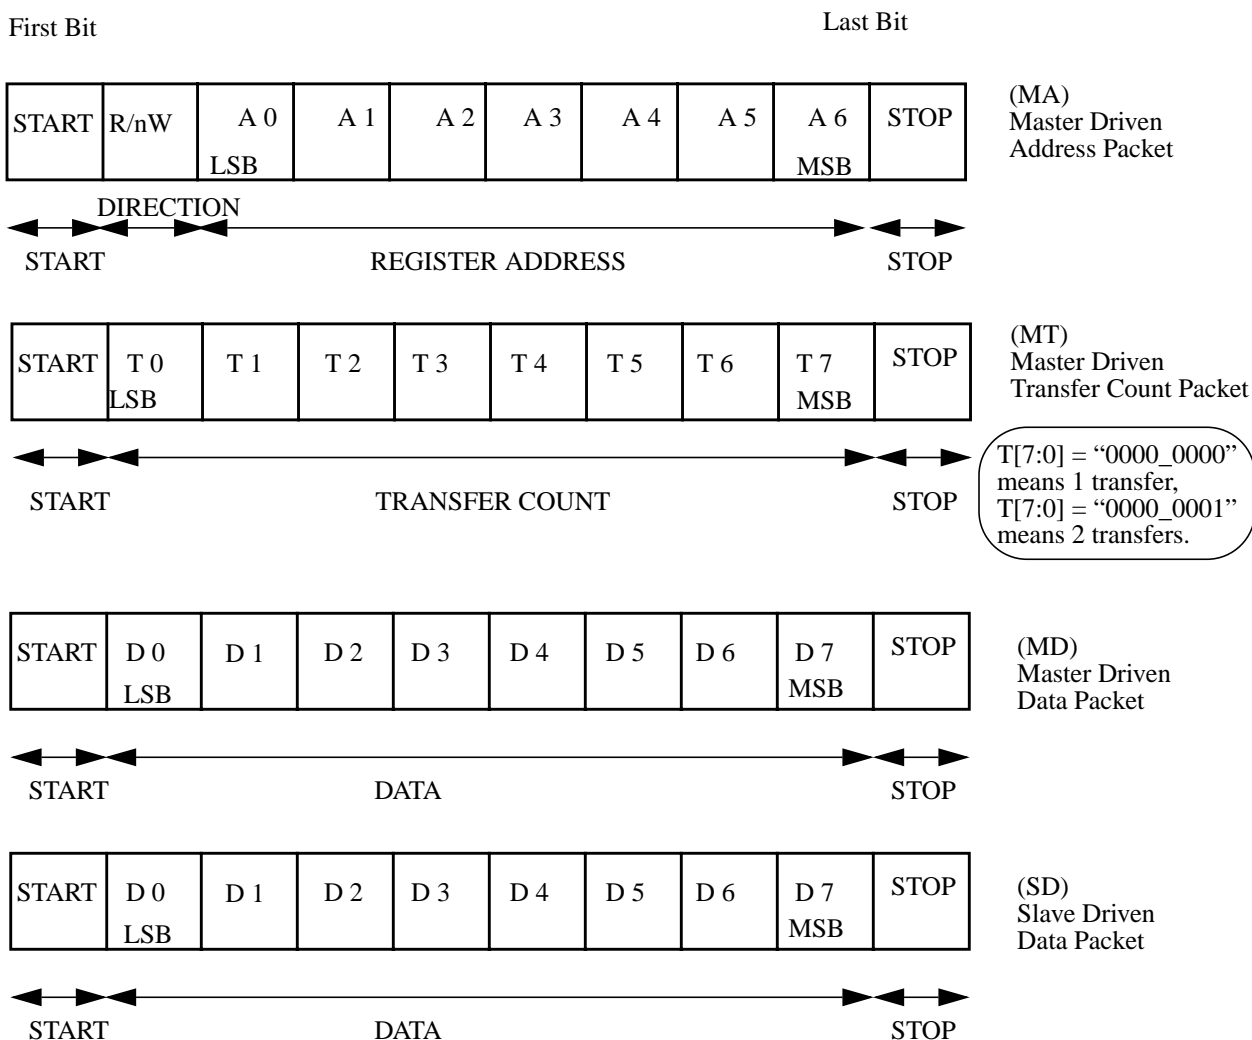 First Bit Last Bit
START R/nW A 0 A 1 A 2 A 3 A 4 A 5 A 6 STOP
LSB MSB
(MA)
Master Driven
Address Packet
DIRECTION
START REGISTER ADDRESS STOP
START T 0 T 1 T 2 T 3 T 4 T 5 T 6 T 7 STOP
LSB MSB
(MT)
Master Driven
Transfer Count Packet
START TRANSFER COUNT STOP
T[7:0] = “0000_0000”
means 1 transfer,
T[7:0] = “0000_0001”
means 2 transfers.
START D 0 D 1 D 2 D 3 D 4 D 5 D 6 D 7 STOP
LSB MSB
(MD)
Master Driven
Data Packet
START DATA STOP
START D 0 D 1 D 2 D 3 D 4 D 5 D 6 D 7 STOP
LSB MSB
(SD)
Slave Driven
Data Packet
START DATA STOP